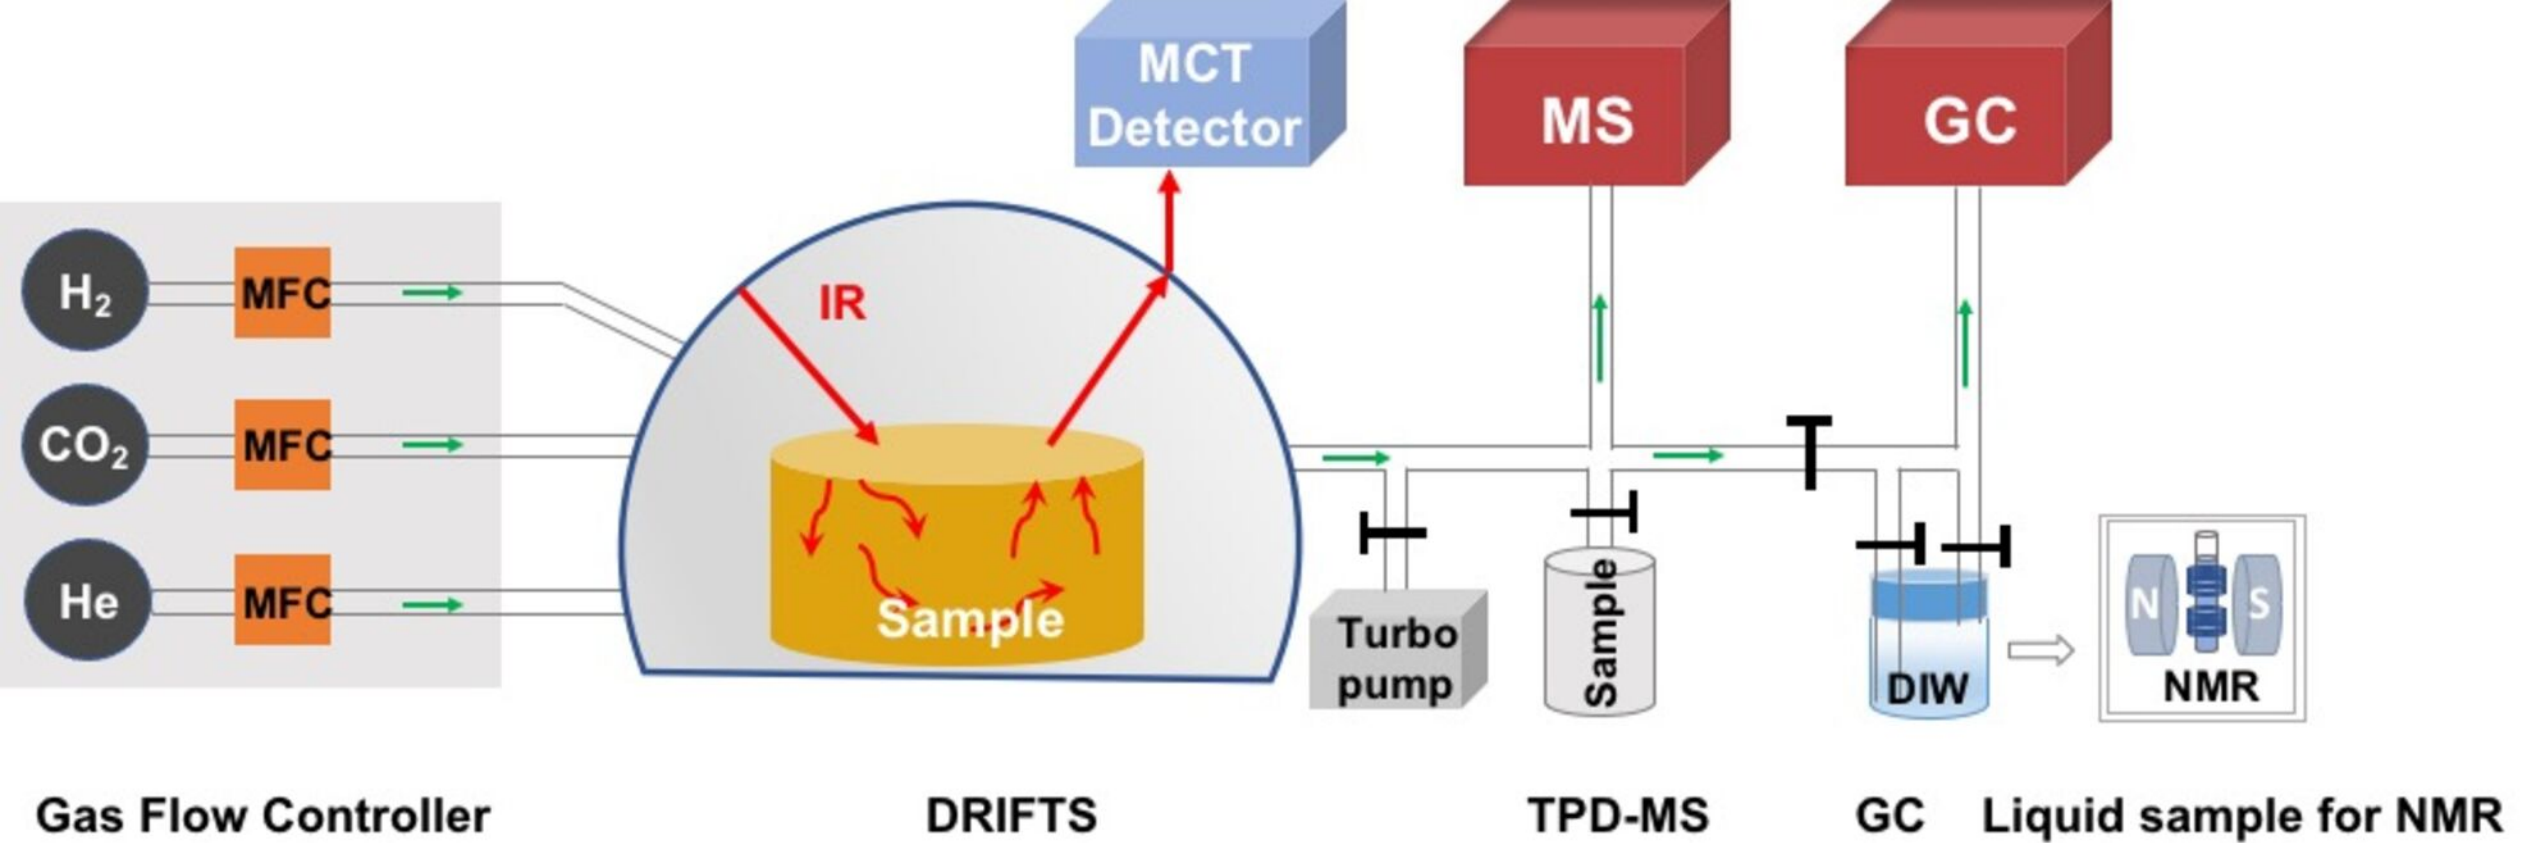 MCT
Detector
MS
GC
H₂
MFC
IR
CO₂
MFC
He
MFC
Sample
Turbo
pump
Sample
DIW
N
S
NMR
Gas Flow Controller
DRIFTS
TPD-MS
GC
Liquid sample for NMR